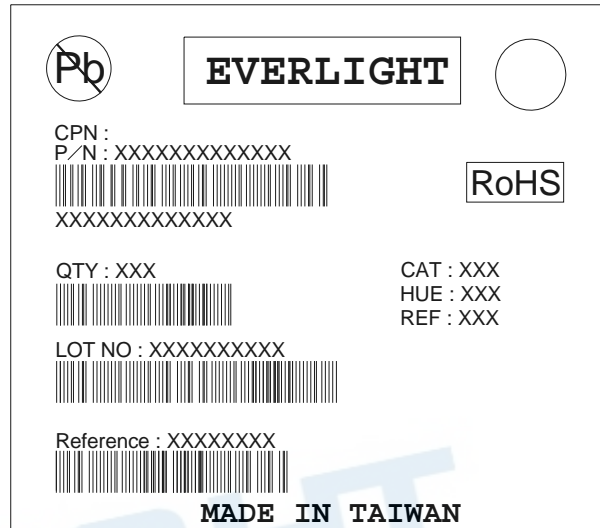 Pb
EVERLIGHT
CPN :
P/N : XXXXXXXXXXXXX
RoHS
XXXXXXXXXXXXX
QTY : XXX
CAT : XXX
HUE : XXX
REF : XXX
LOT NO : XXXXXXXXXX
Reference : XXXXXXXX
MADE IN TAIWAN